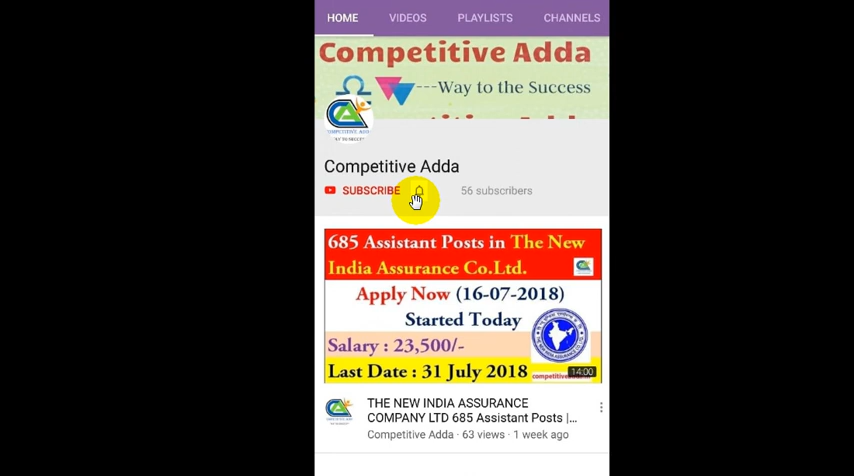 HOME VIDEOS PLAYLISTS CHANNELS
Competitive Adda
---Way to the Success
Competitive Adda
SUBSCRIBE 56 subscribers
685 Assistant Posts in The New
India Assurance Co.Ltd.
Apply Now (16-07-2018)
Started Today
Salary : 23,500/-
Last Date : 31 July 2018
14:00
THE NEW INDIA ASSURANCE
COMPANY LTD 685 Assistant Posts |...
Competitive Adda · 63 views · 1 week ago